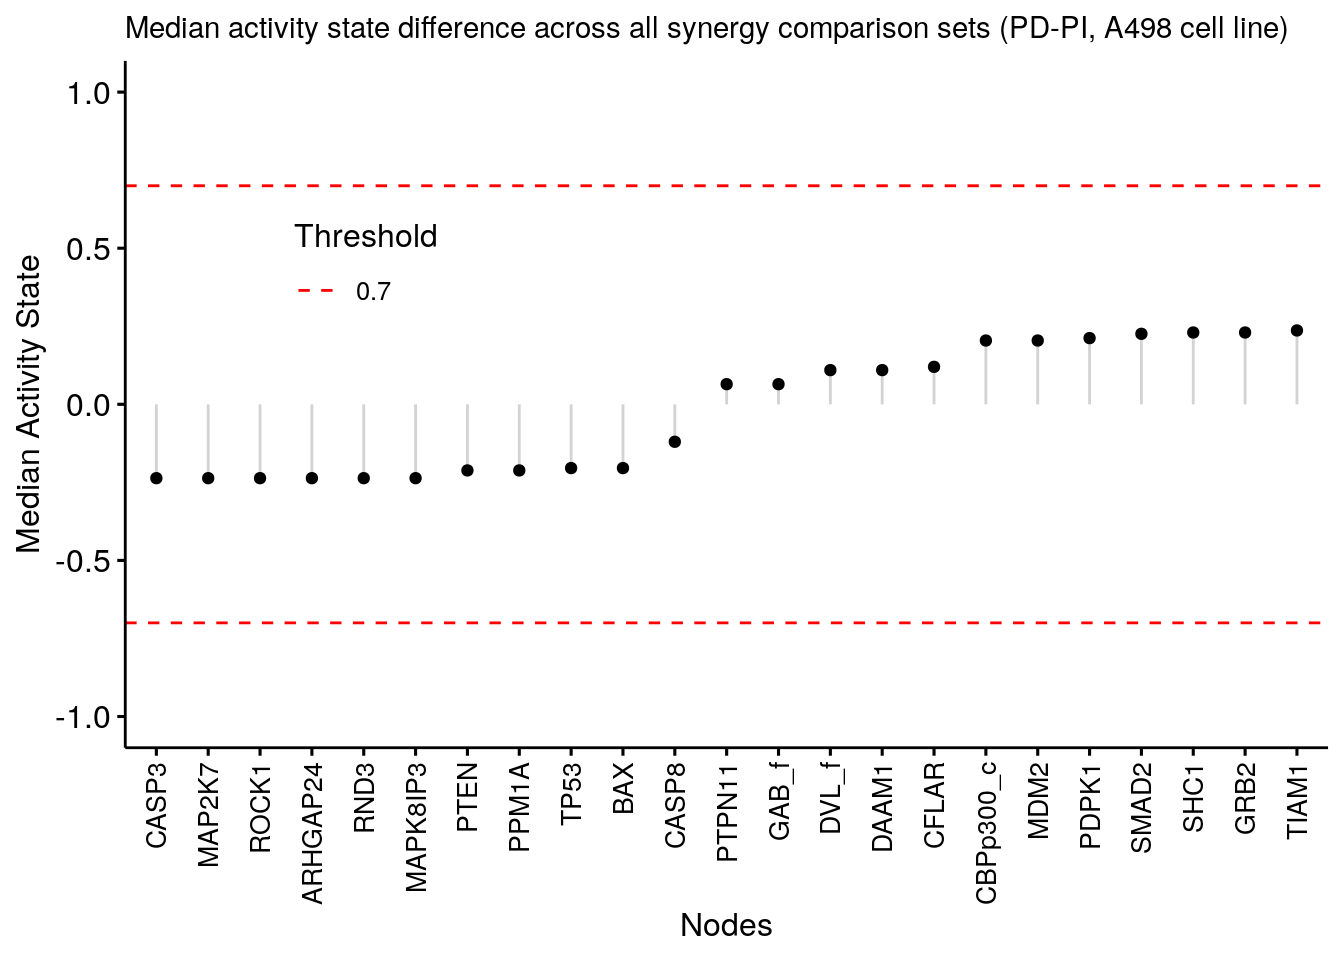 Median activity state difference across all synergy comparison sets (PD-PI, A498 cell line)
1.0
0.5
0.0
-0.5
-1.0
Median Activity State
Threshold
0.7
CASP3
MAP2K7
ROCK1
ARHGAP24
RND3
MAPK8IP3
PTEN
PPM1A
TP53
BAX
CASP8
PTPN11
GAB_f
DVL_f
DAAM1
CFLAR
CBPp300_c
MDM2
PDPK1
SMAD2
SHC1
GRB2
TIAM1
Nodes